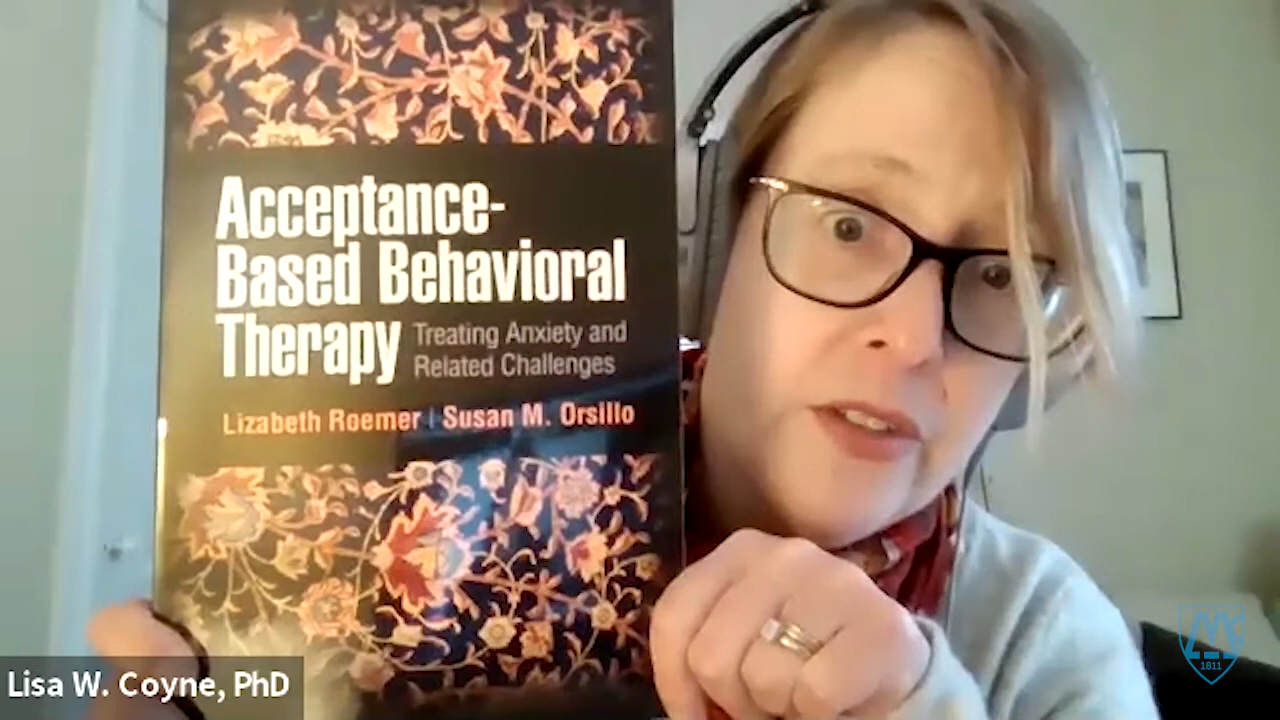 Acceptance-
Based Behavioral
Therapy
Treating Anxiety and
Related Challenges
Lizabeth Roemer | Susan M. Orsillo
Lisa W. Coyne, PhD
1811